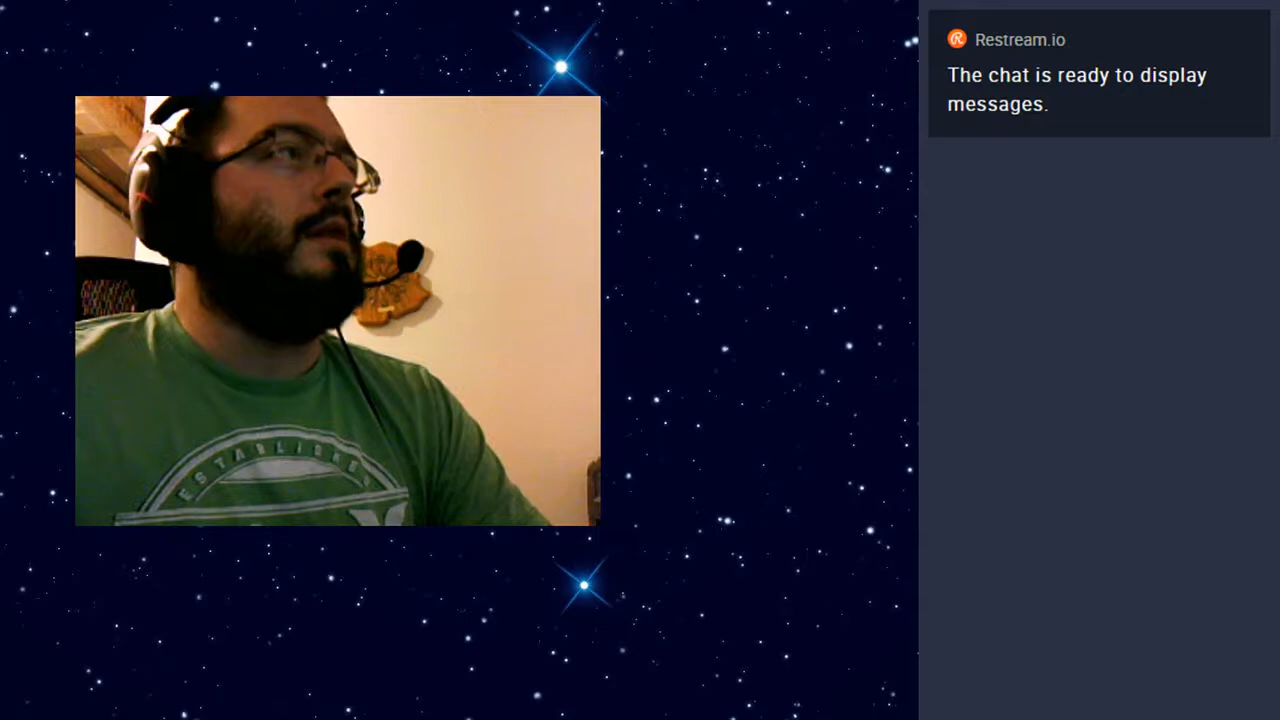 Restream.io
The chat is ready to display
messages.
ESTABLISHED